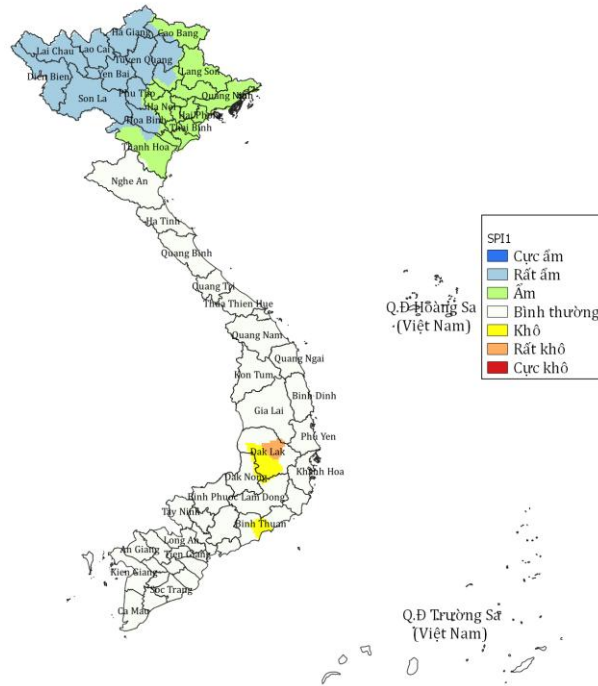 Ha Giang
Cao Bang
Lai Chau
Lao Cai
Tuyen Quang
Dien Bien
Yen Bai
Lang Son
Son La
Phu Tho
Quang Ninh
Ha Noi
Hai Phong
Hoa Binh
Thai Binh
Thanh Hoa
Nghe An
Ha Tinh
Quang Binh
Quang Tri
Thua Thien Hue
Quang Nam
Quang Ngai
Kon Tum
Binh Dinh
Gia Lai
Phu Yen
Dak Lak
Khanh Hoa
Dak Nong
Binh Phuoc
Lam Dong
Tay Ninh
Binh Thuan
Long An
An Giang
Tien Giang
Kien Giang
Soc Trang
Ca Mau
Q.Đ Hoàng Sa
(Việt Nam)
SPI1
Cực ẩm
Rất ẩm
Ẩm
Bình thường
Khô
Rất khô
Cực khô
Q.Đ Trường Sa
(Việt Nam)